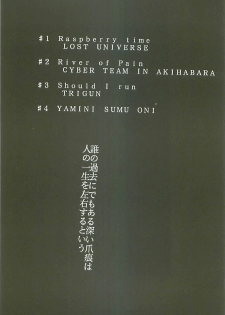 #1 Raspberry time
LOST UNIVERSE
#2 River of Pain
CYBER TEAM IN AKIHABARA
#3 Should I run
TRIGUN
#4 YAMINI SUMU ONI
誰の過去にでもある深い爪痕は
人の一生を左右するという